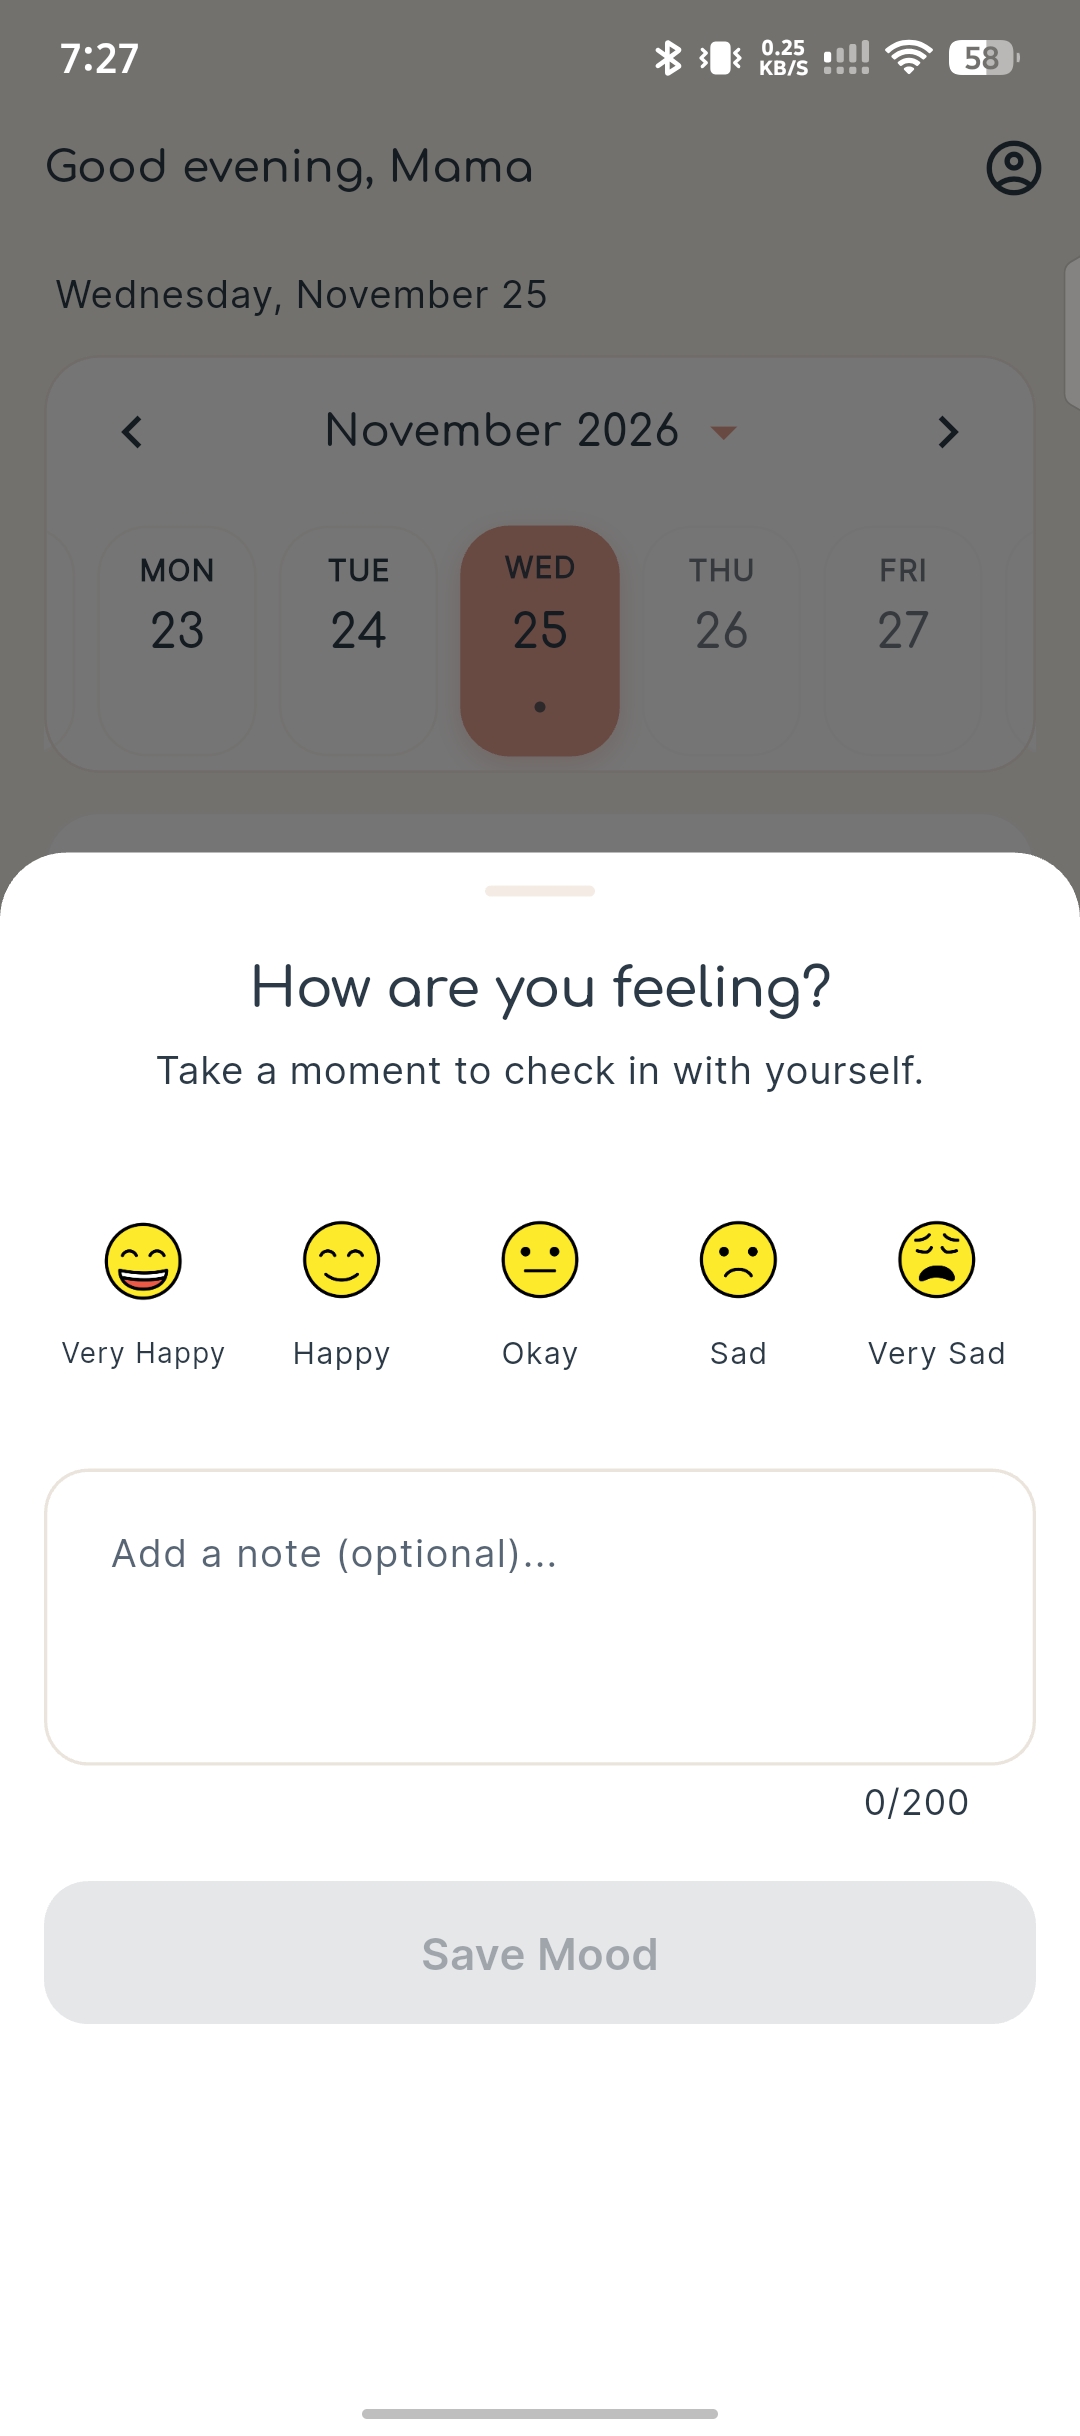 7:27
0.25
KB/S
58
Good evening, Mama
Wednesday, November 25
November 2026
MON TUE WED THU FRI
23 24 25 26 27
How are you feeling?
Take a moment to check in with yourself.
Very Happy Happy Okay Sad Very Sad
Add a note (optional)...
0/200
Save Mood